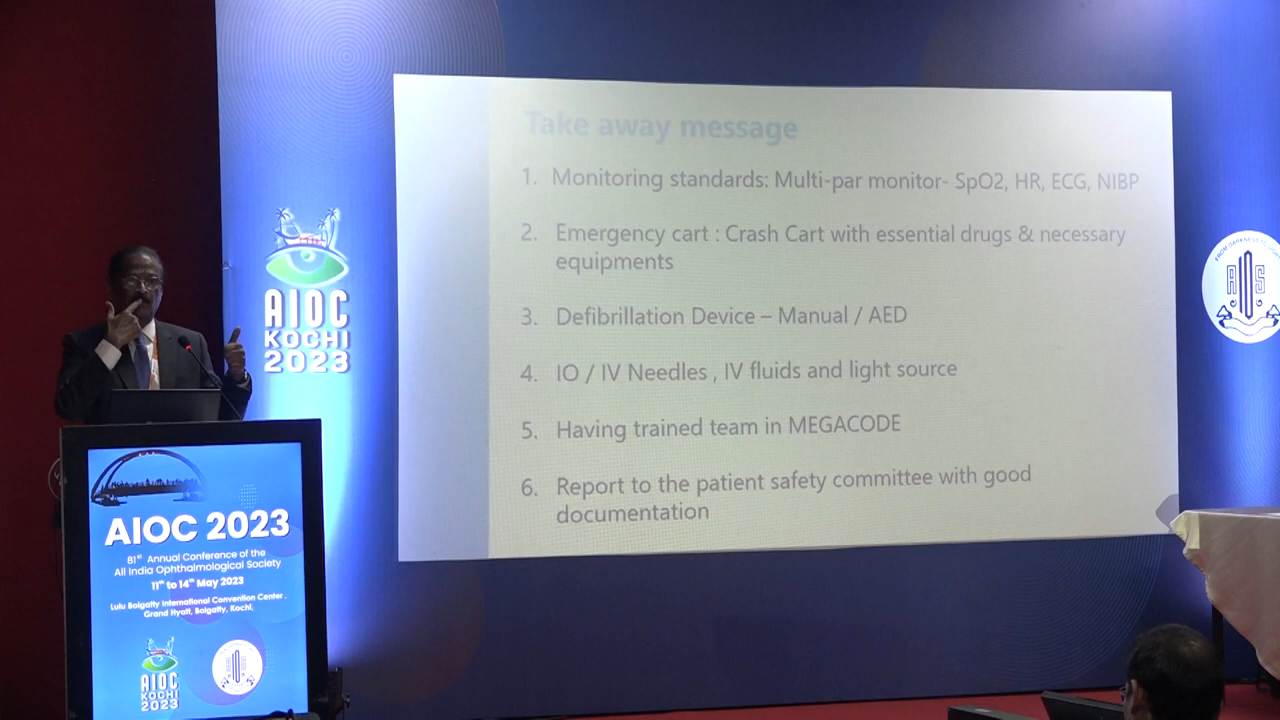 Take away message
1. Monitoring standards: Multi-par monitor- SpO2, HR, ECG, NIBP
2. Emergency cart : Crash Cart with essential drugs & necessary
equipments
3. Defibrillation Device – Manual / AED
4. IO / IV Needles , IV fluids and light source
5. Having trained team in MEGACODE
6. Report to the patient safety committee with good
documentation
AIOC
KOCHI
2023
FROM DARKNESS TO LIGHT
AIOC 2023
81st Annual Conference of the
All India Ophthalmological Society
11th to 14th May 2023
Lulu Bolgatty International Convention Center .
Grand Hyatt, Bolgatty, Kochi,
AIOC
KOCHI
2023